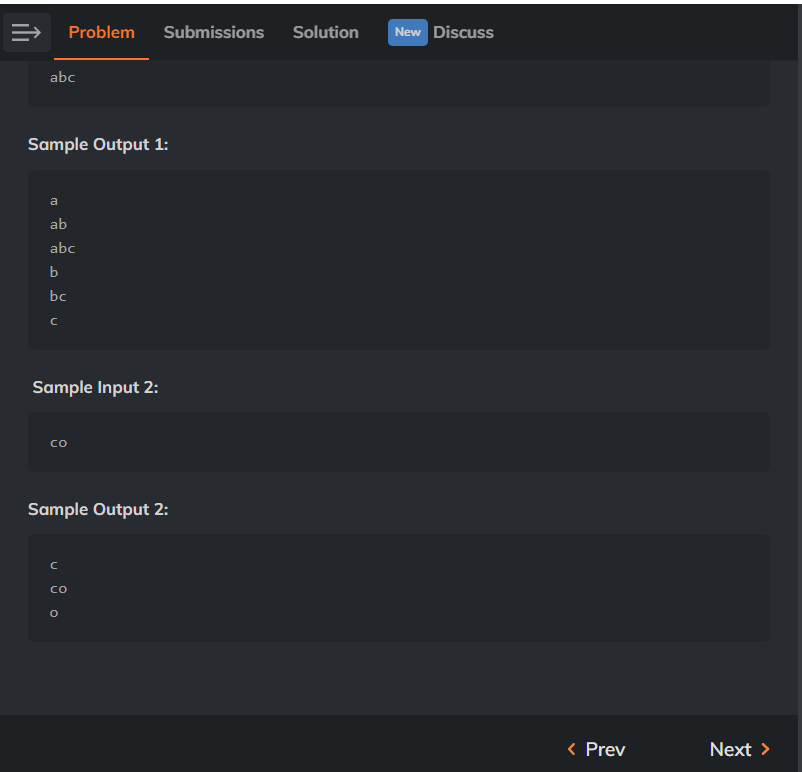 Problem Submissions Solution New Discuss
abc
Sample Output 1:
a
ab
abc
b
bc
c
Sample Input 2:
co
Sample Output 2:
c
co
o
Prev Next